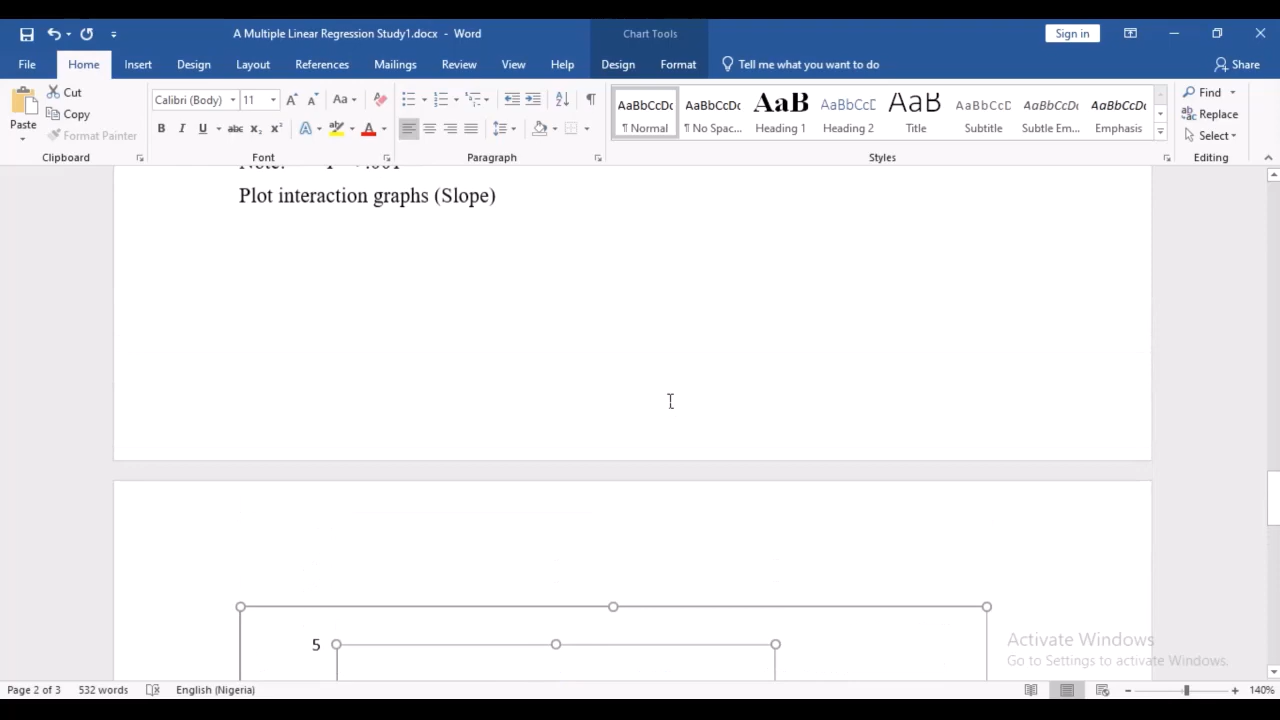 A Multiple Linear Regression Study1.docx - Word
Chart Tools
Sign in
File Home Insert Design Layout References Mailings Review View Help Design Format Tell me what you want to do Share
Paste
Cut
Copy
Format Painter
Calibri (Body) 11
AaBbCcDc AaBbCcDc AaB AaBbCcD AaB AaBbCcD AaBbCcDc AaBbCcDc
¶ Normal ¶ No Spac... Heading 1 Heading 2 Title Subtitle Subtle Em... Emphasis
Find
Replace
Select
Clipboard Font Paragraph Styles Editing
Plot interaction graphs (Slope)
5
Activate Windows
Go to Settings to activate Windows.
Page 2 of 3 532 words English (Nigeria) 140%